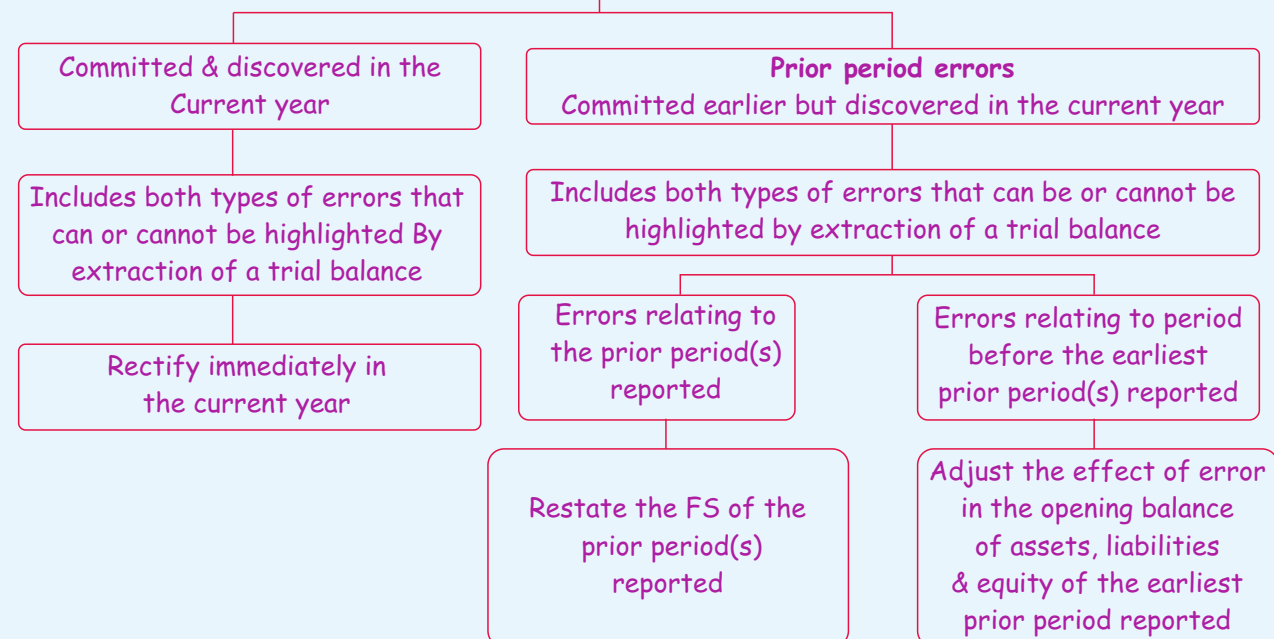 Committed & discovered in the
Current year
Prior period errors
Committed earlier but discovered in the current year
Includes both types of errors that
can or cannot be highlighted By
extraction of a trial balance
Includes both types of errors that can be or cannot be
highlighted by extraction of a trial balance
Rectify immediately in
the current year
Errors relating to
the prior period(s)
reported
Errors relating to period
before the earliest
prior period(s) reported
Restate the FS of the
prior period(s)
reported
Adjust the effect of error
in the opening balance
of assets, liabilities
& equity of the earliest
prior period reported